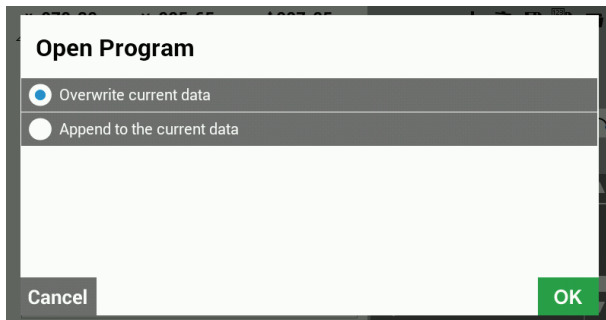 Open Program
Overwrite current data
Append to the current data
Cancel
OK